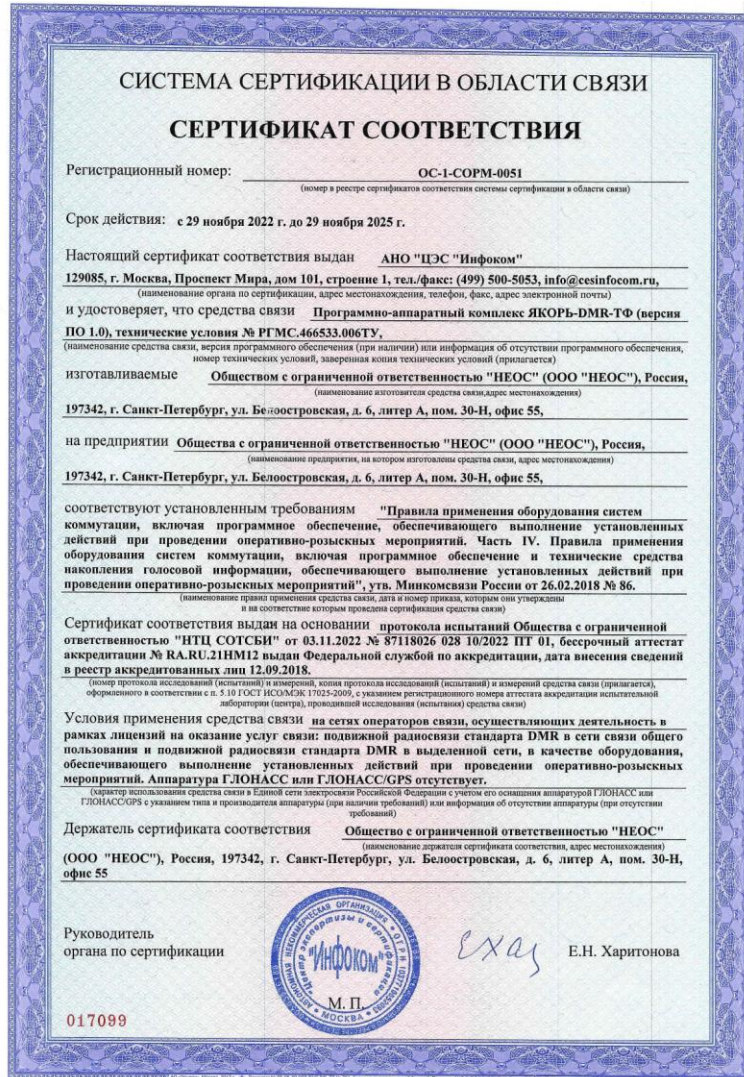 СИСТЕМА СЕРТИФИКАЦИИ В ОБЛАСТИ СВЯЗИ
СЕРТИФИКАТ СООТВЕТСТВИЯ
Регистрационный номер: ОС-1-СОРМ-0051
(номер в реестре сертификатов соответствия системы сертификации в области связи)
Срок действия: с 29 ноября 2022 г. до 29 ноября 2025 г.
Настоящий сертификат соответствия выдан АНО "ЦЭС "Инфоком"
129085, г. Москва, Проспект Мира, дом 101, строение 1, тел./факс: (499) 500-5053, info@cesinfocom.ru,
(наименование органа по сертификации, адрес местонахождения, телефон, факс, адрес электронной почты)
и удостоверяет, что средства связи Программно-аппаратный комплекс ЯКОРЬ-DMR-ТФ (версия
ПО 1.0), технические условия № РГМС.466533.006ТУ,
(наименование средства связи, версия программного обеспечения (при наличии) или информация об отсутствии программного обеспечения,
номер технических условий, заверенная копия технических условий (прилагается)
изготавливаемые Обществом с ограниченной ответственностью "НЕОС" (ООО "НЕОС"), Россия,
(наименование изготовителя средства связи,адрес местонахождения)
197342, г. Санкт-Петербург, ул. Белоостровская, д. 6, литер А, пом. 30-Н, офис 55,
на предприятии Общества с ограниченной ответственностью "НЕОС" (ООО "НЕОС"), Россия,
(наименование предприятия, на котором изготовлены средства связи, адрес местонахождения)
197342, г. Санкт-Петербург, ул. Белоостровская, д. 6, литер А, пом. 30-Н, офис 55,
соответствуют установленным требованиям "Правила применения оборудования систем
коммутации, включая программное обеспечение, обеспечивающего выполнение установленных
действий при проведении оперативно-розыскных мероприятий. Часть IV. Правила применения
оборудования систем коммутации, включая программное обеспечение и технические средства
накопления голосовой информации, обеспечивающего выполнение установленных действий при
проведении оперативно-розыскных мероприятий", утв. Минкомсвязи России от 26.02.2018 № 86.
(наименование правил применения средства связи, дата и номер приказа, которым они утверждены
и на соответствие которым проведена сертификация средства связи)
Сертификат соответствия выдан на основании протокола испытаний Общества с ограниченной
ответственностью "НТЦ СОТСБИ" от 03.11.2022 № 87118026 028 10/2022 ПТ 01, бессрочный аттестат
аккредитации № RA.RU.21НМ12 выдан Федеральной службой по аккредитации, дата внесения сведений
в реестр аккредитованных лиц 12.09.2018.
(номер протокола исследований (испытаний) и измерений, копия протокола исследований (испытаний) и измерений средства связи (прилагается),
оформленного в соответствии с п. 5.10 ГОСТ ИСО/МЭК 17025-2009, с указанием регистрационного номера аттестата аккредитации испытательной
лаборатории (центра), проводившей исследования (испытания) средства связи)
Условия применения средства связи на сетях операторов связи, осуществляющих деятельность в
рамках лицензий на оказание услуг связи: подвижной радиосвязи стандарта DMR в сети связи общего
пользования и подвижной радиосвязи стандарта DMR в выделенной сети, в качестве оборудования,
обеспечивающего выполнение установленных действий при проведении оперативно-розыскных
мероприятий. Аппаратура ГЛОНАСС или ГЛОНАСС/GPS отсутствует.
(характер использования средства связи в Единой сети электросвязи Российской Федерации с учетом его оснащения аппаратурой ГЛОНАСС или
ГЛОНАСС/GPS с указанием типа и производителя аппаратуры (при наличии требований) или информация об отсутствии аппаратуры (при отсутствии
требований)
Держатель сертификата соответствия Общество с ограниченной ответственностью "НЕОС"
(наименование держателя сертификата соответствия, адрес местонахождения)
(ООО "НЕОС"), Россия, 197342, г. Санкт-Петербург, ул. Белоостровская, д. 6, литер А, пом. 30-Н,
офис 55
Руководитель
органа по сертификации
АВТОНОМНАЯ НЕКОММЕРЧЕСКАЯ ОРГАНИЗАЦИЯ
"Центр экспертизы и сертификации
"Инфоком"
МОСКВА
М. П.
Е.Н. Харитонова
017099